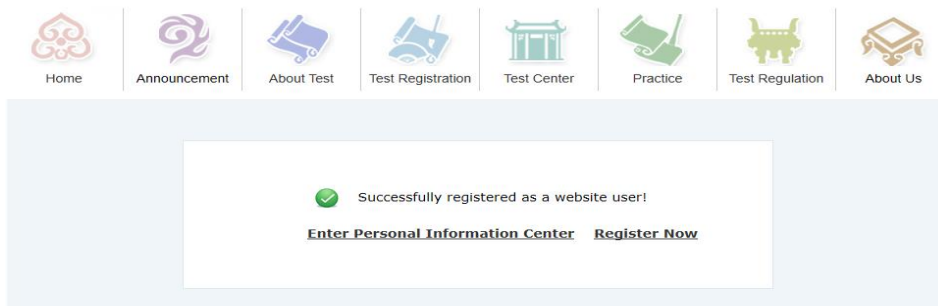 Home Announcement About Test Test Registration Test Center Practice Test Regulation About Us
Successfully registered as a website user!
Enter Personal Information Center Register Now